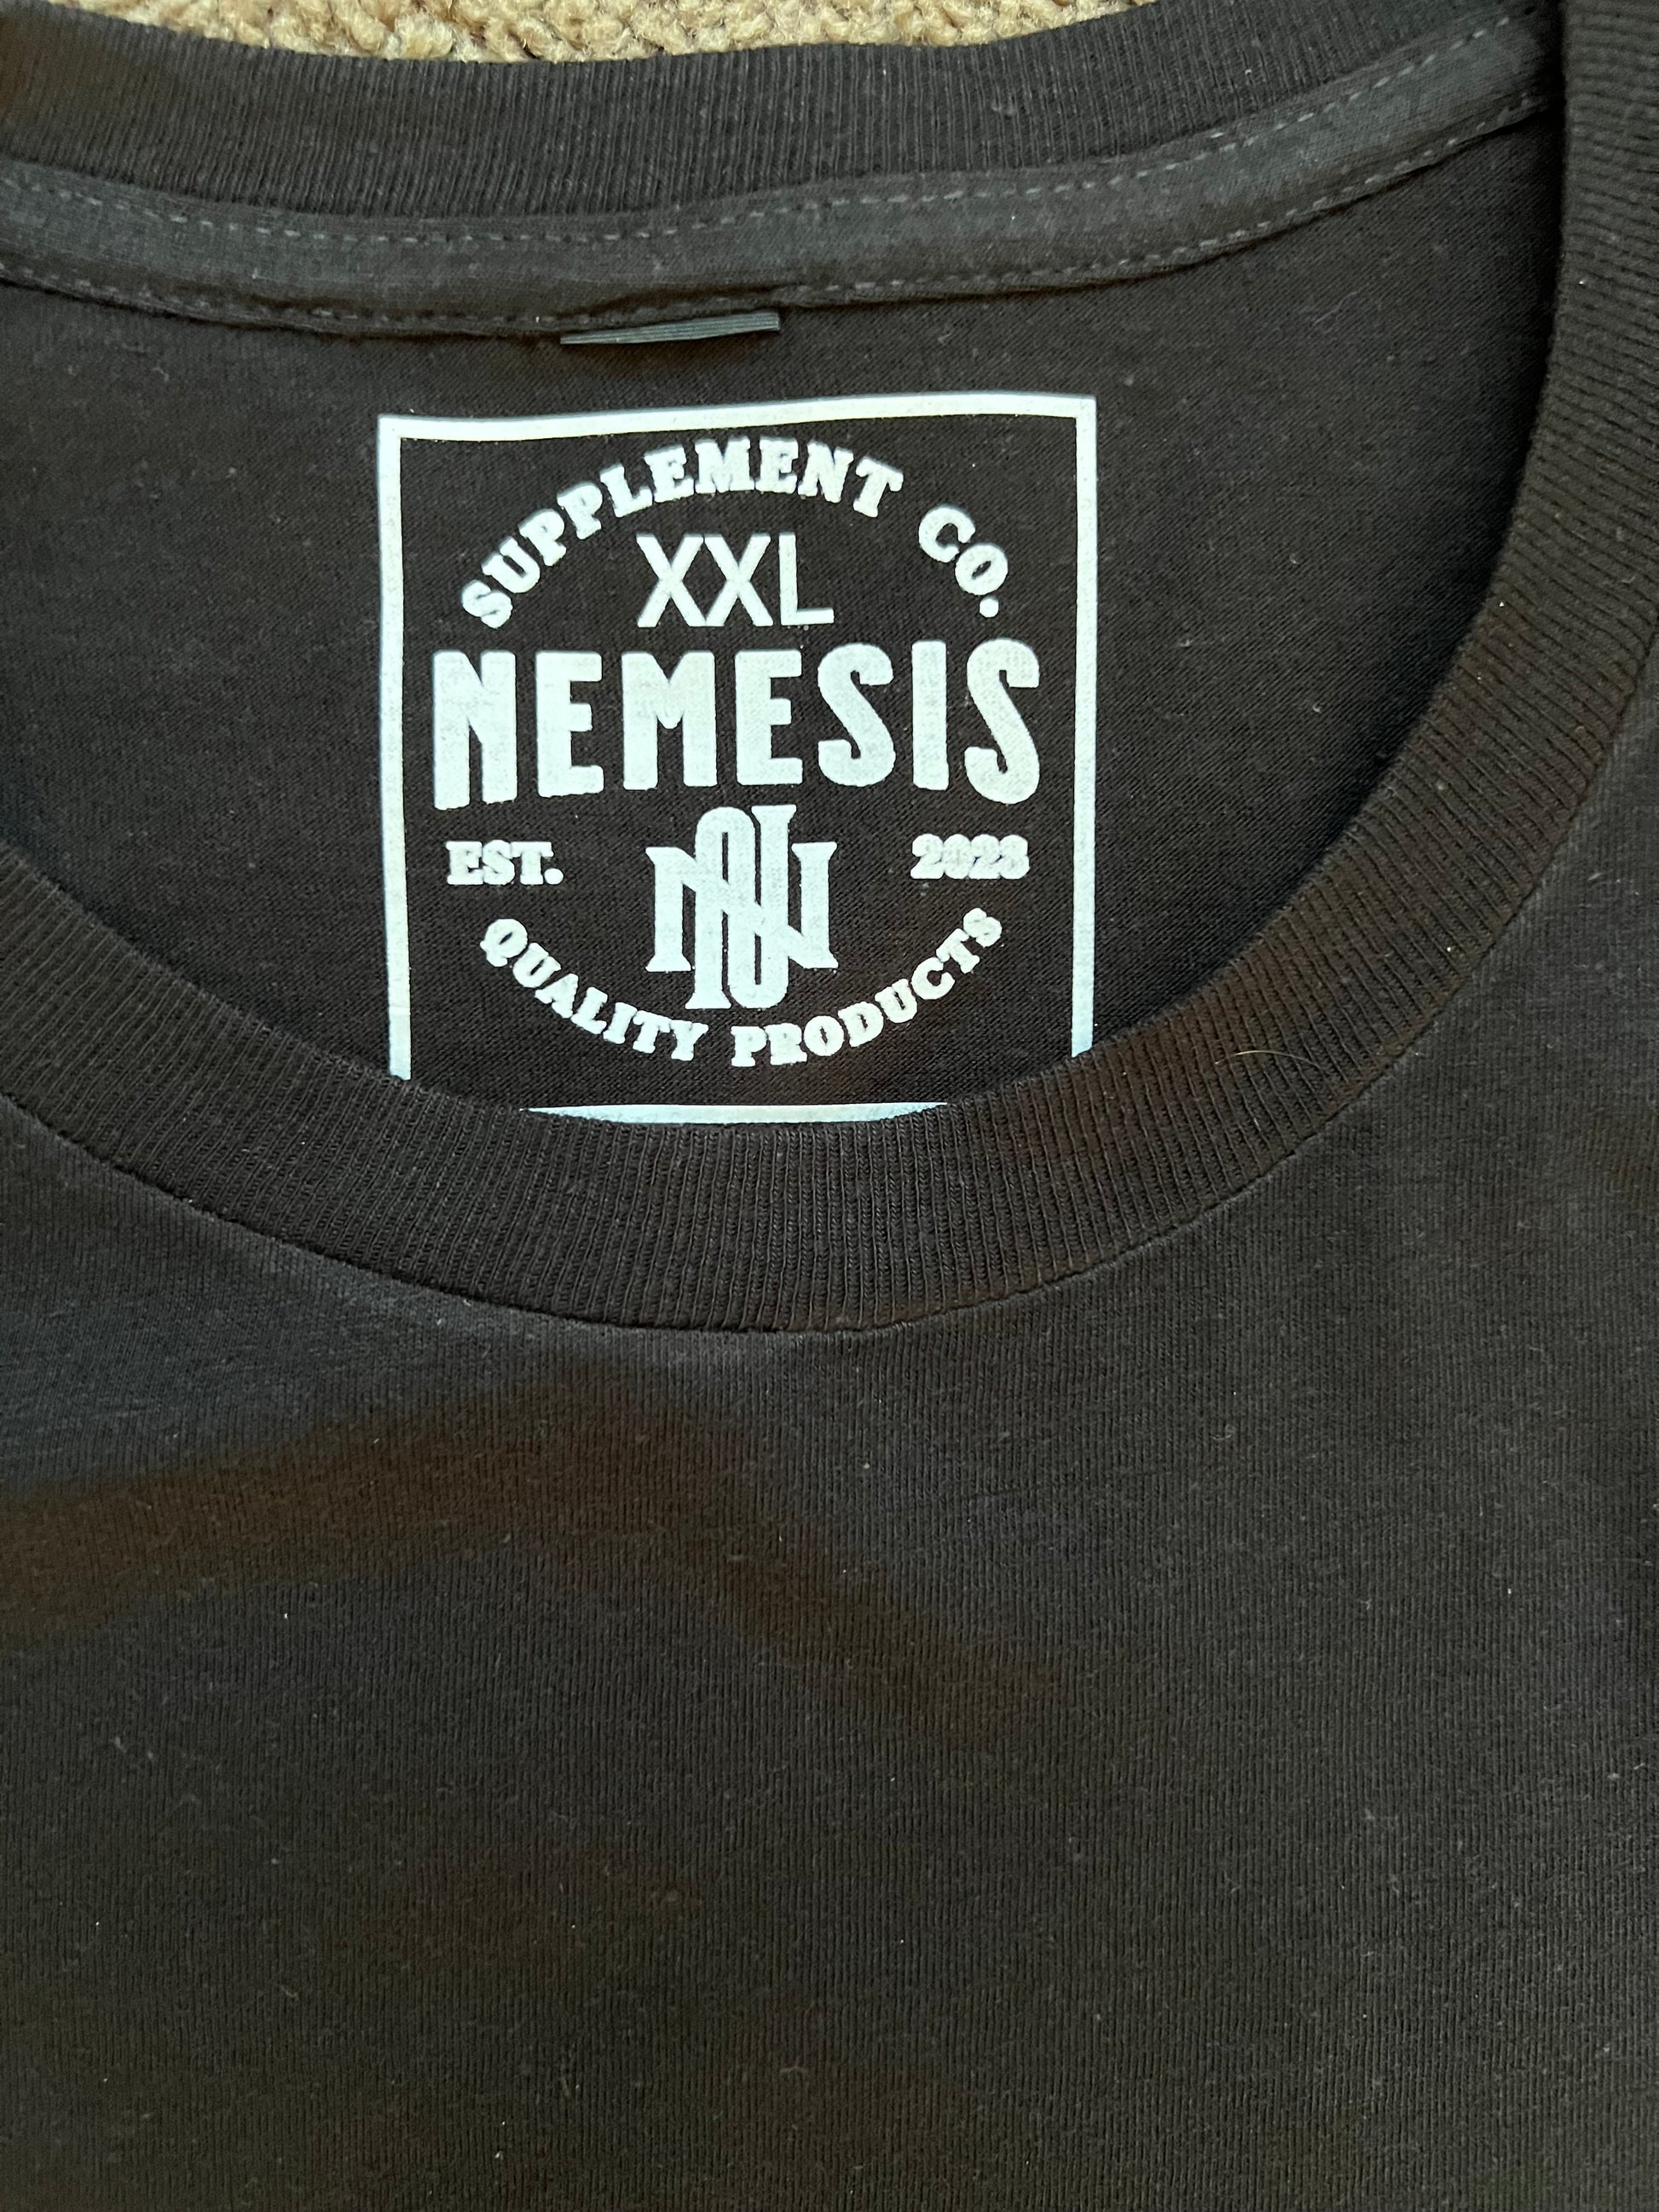 SUPPLEMENT CO.
XXL
NEMESIS
EST. 2023
QUALITY PRODUCTS